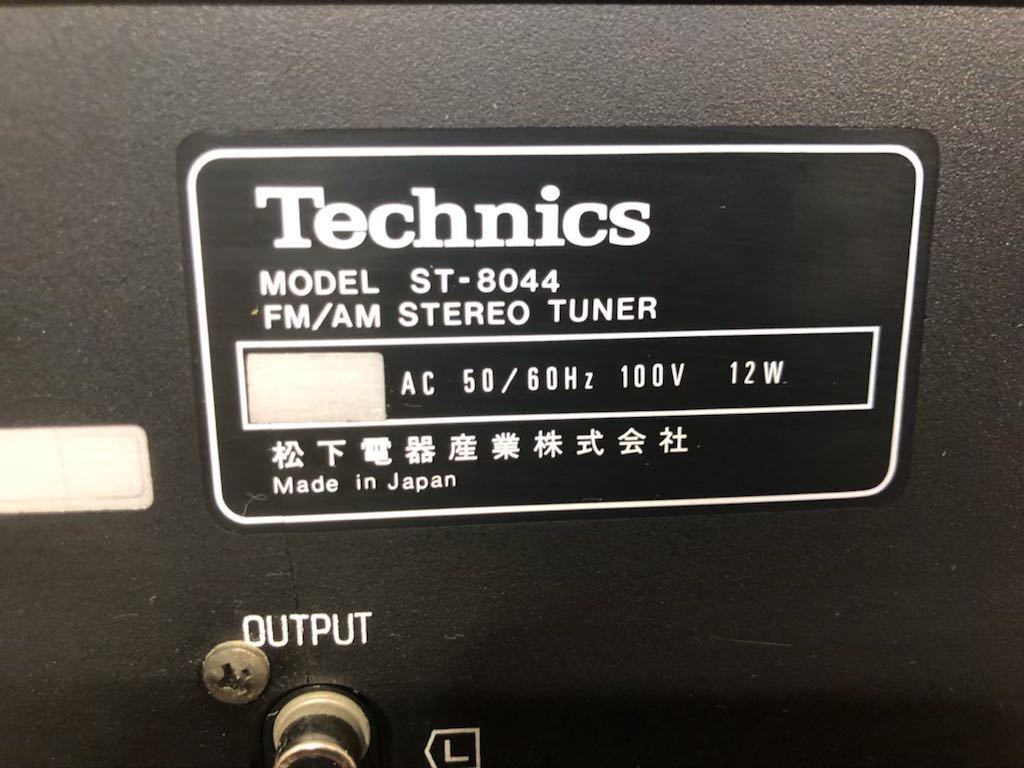 Technics
MODEL ST-8044
FM/AM STEREO TUNER
AC 50/60Hz 100V 12W
松下電器産業株式会社
Made in Japan
OUTPUT
L